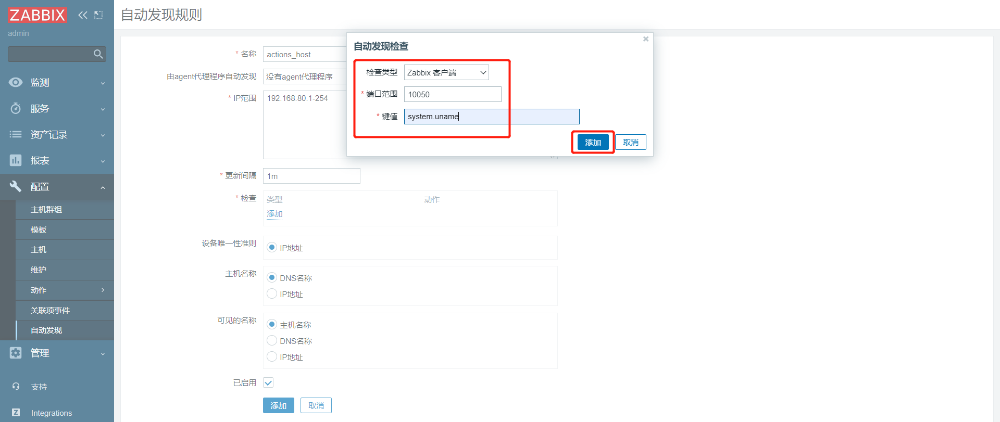 ZABBIX
admin
监测
服务
资产记录
报表
配置
主机群组
模板
主机
维护
动作
关联项事件
自动发现
管理
支持
Z Integrations
自动发现规则
* 名称 actions_host
由agent代理程序自动发现 没有agent代理程序
* IP范围 192.168.80.1-254
* 更新间隔 1m
* 检查 类型 动作
添加
设备唯一性准则 IP地址
主机名称 DNS名称
IP地址
可见的名称 主机名称
DNS名称
IP地址
已启用
添加 取消
自动发现检查
检查类型 Zabbix 客户端
* 端口范围 10050
* 键值 system.uname
添加 取消